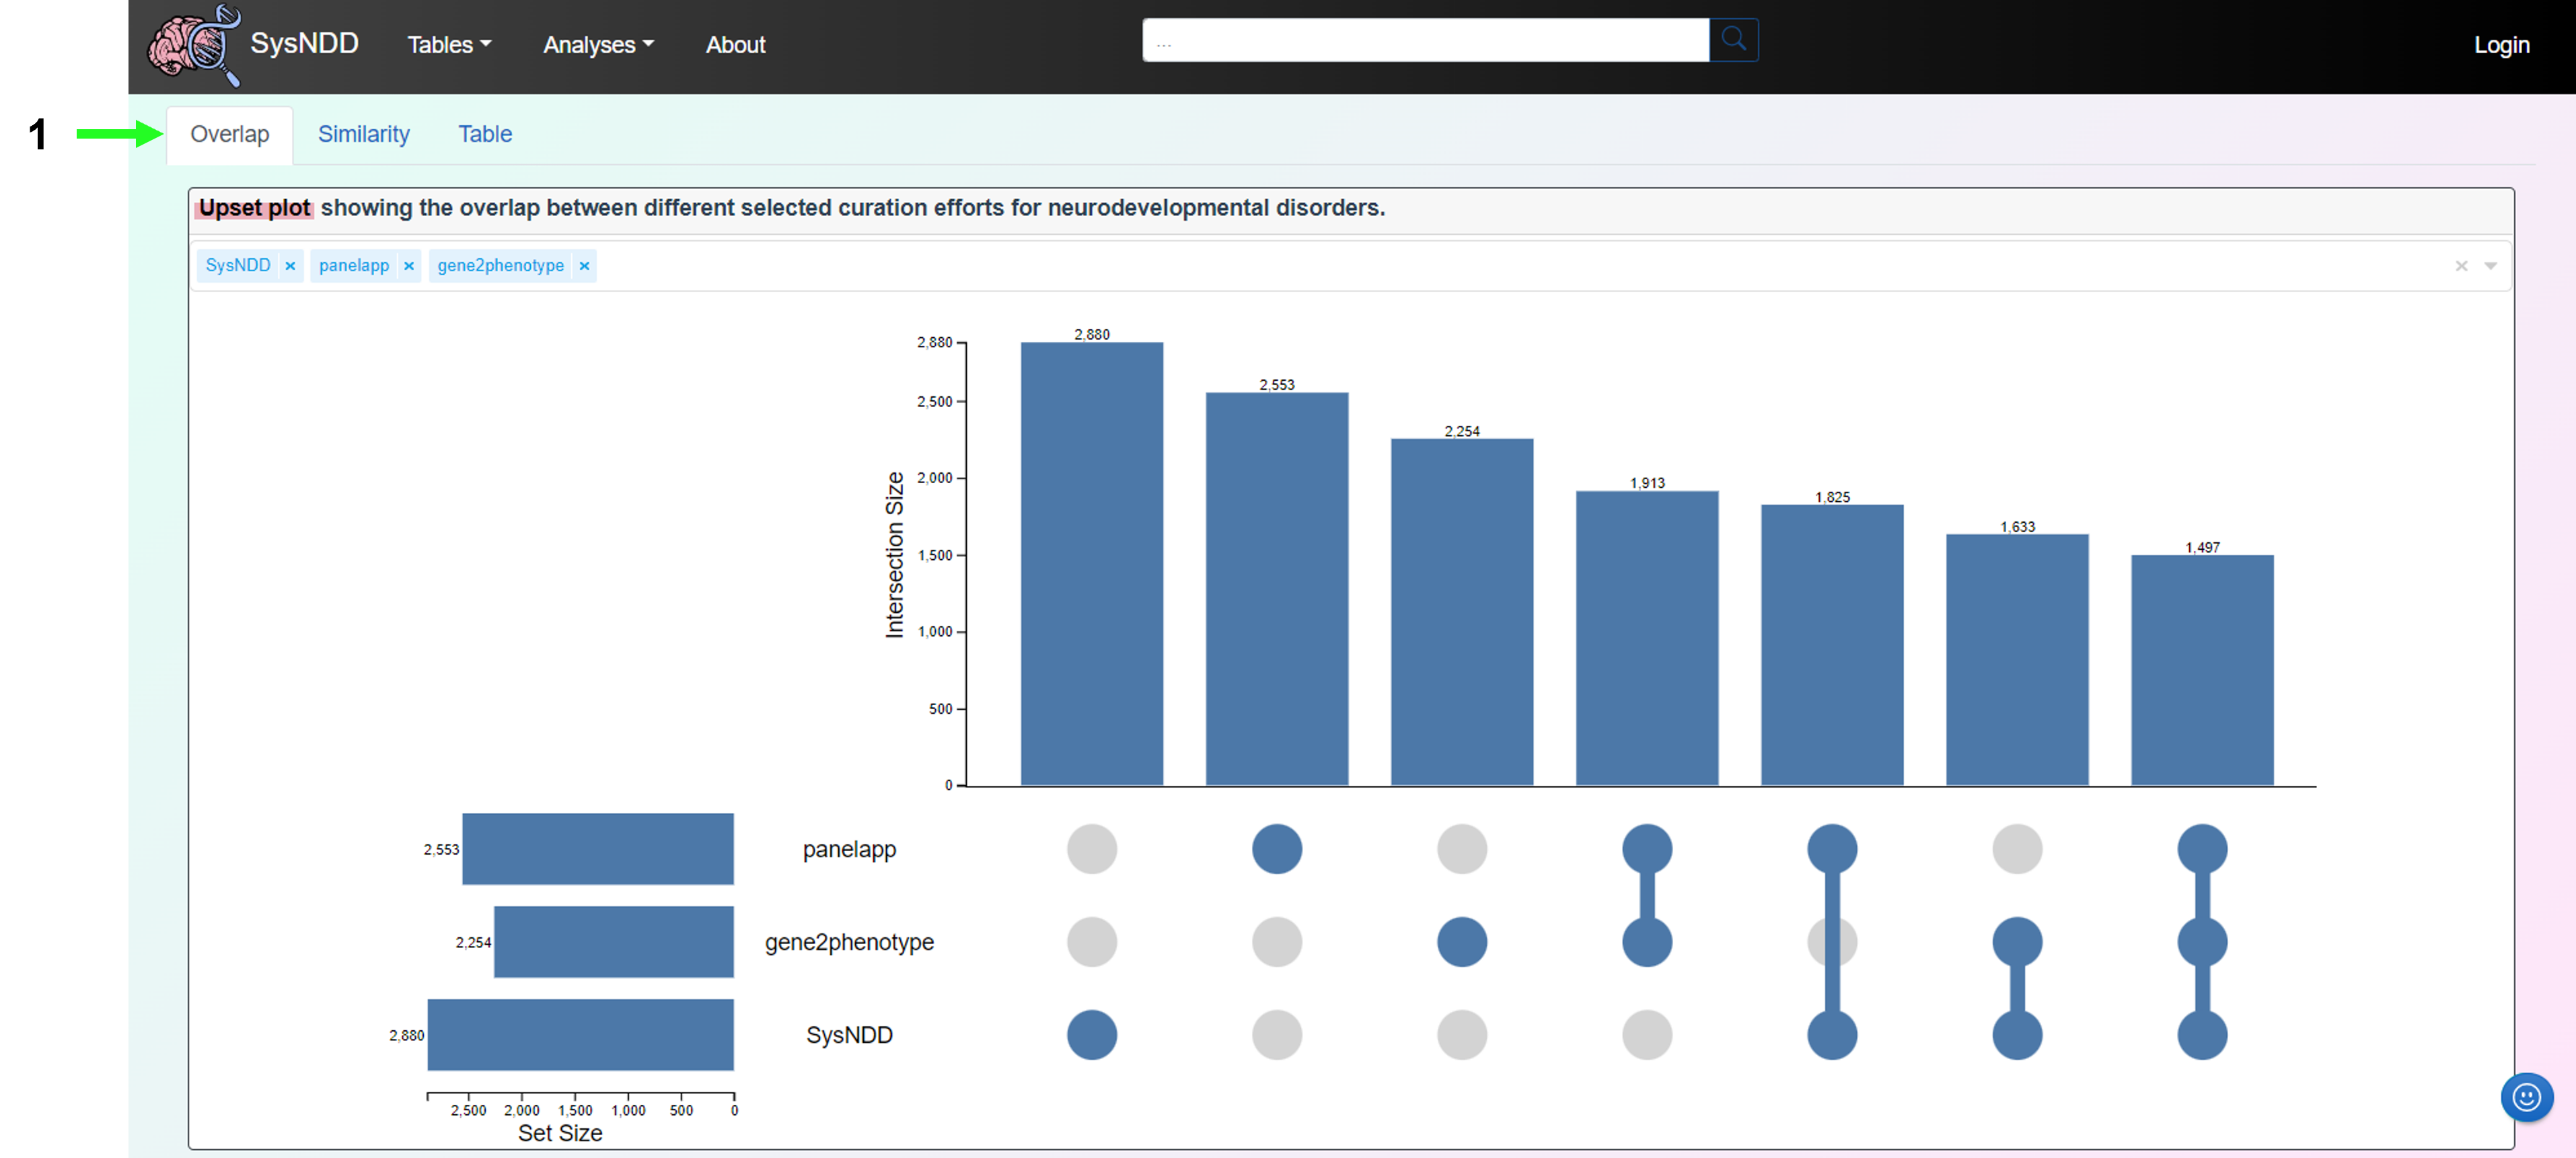 SysNDD Tables Analyses About ... Login
1 Overlap Similarity Table
Upset plot showing the overlap between different selected curation efforts for neurodevelopmental disorders.
SysNDD × panelapp × gene2phenotype ×
Intersection Size
2,880
2,500
2,000
1,500
1,000
500
0
2,880
2,553
2,254
1,913
1,825
1,633
1,497
2,553 panelapp
2,254 gene2phenotype
2,880 SysNDD
2,500 2,000 1,500 1,000 500 0
Set Size